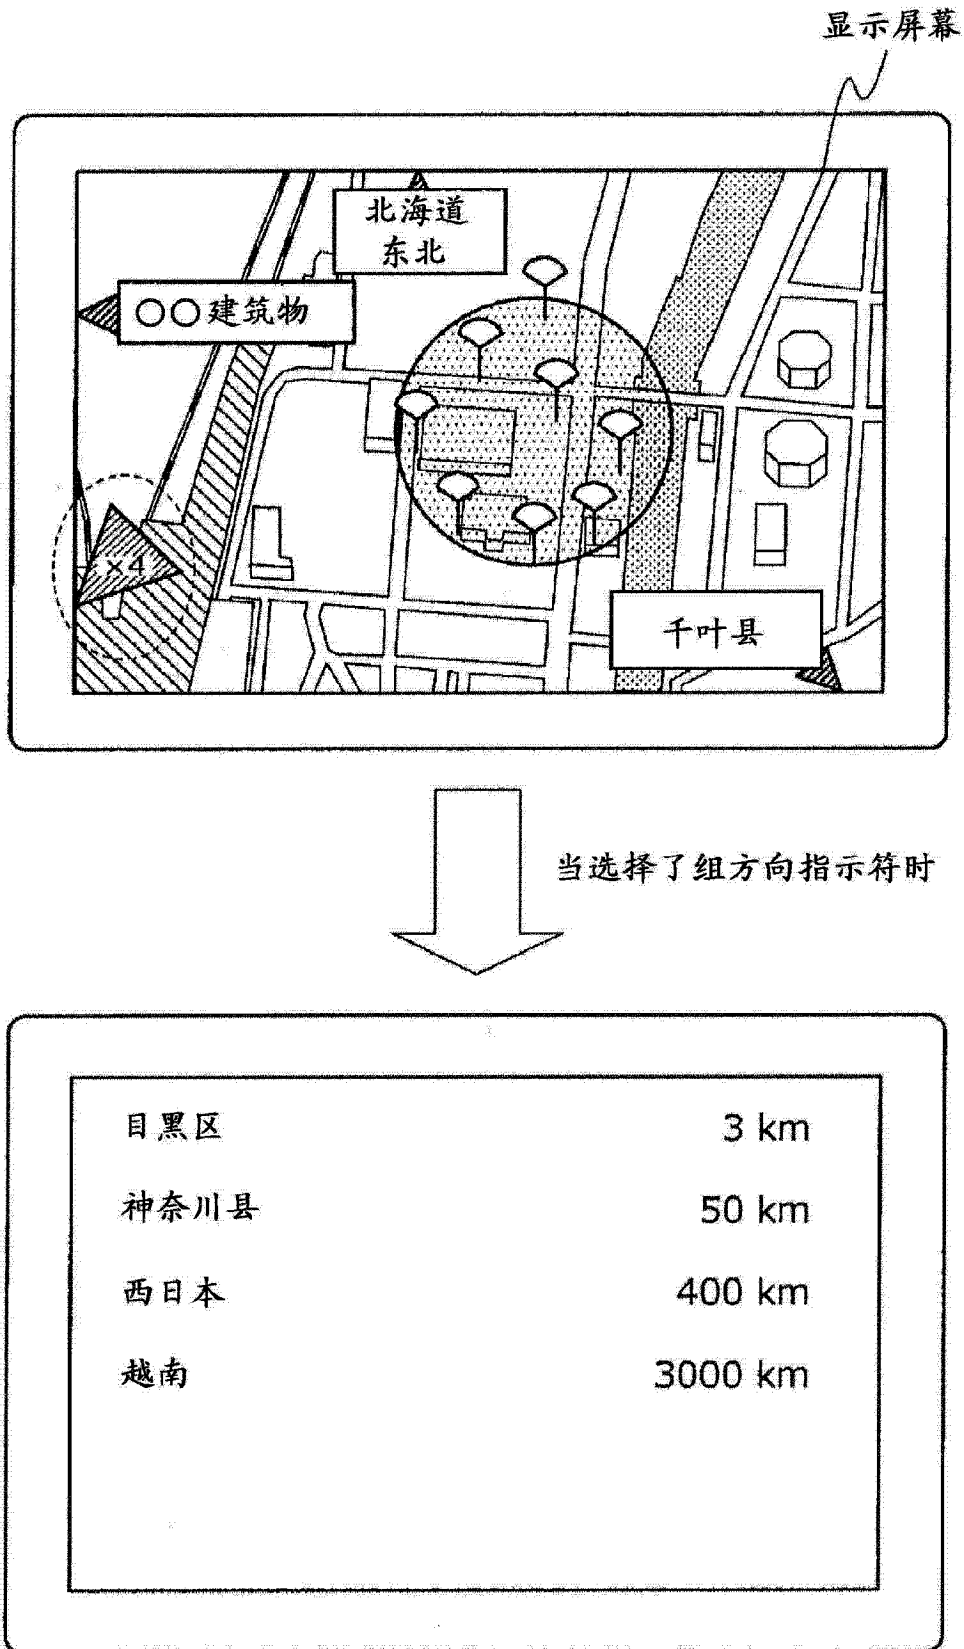 显示屏幕
北海道
东北
○○建筑物
×4
千叶县
当选择了组方向指示符时
目黑区 3 km
神奈川县 50 km
西日本 400 km
越南 3000 km